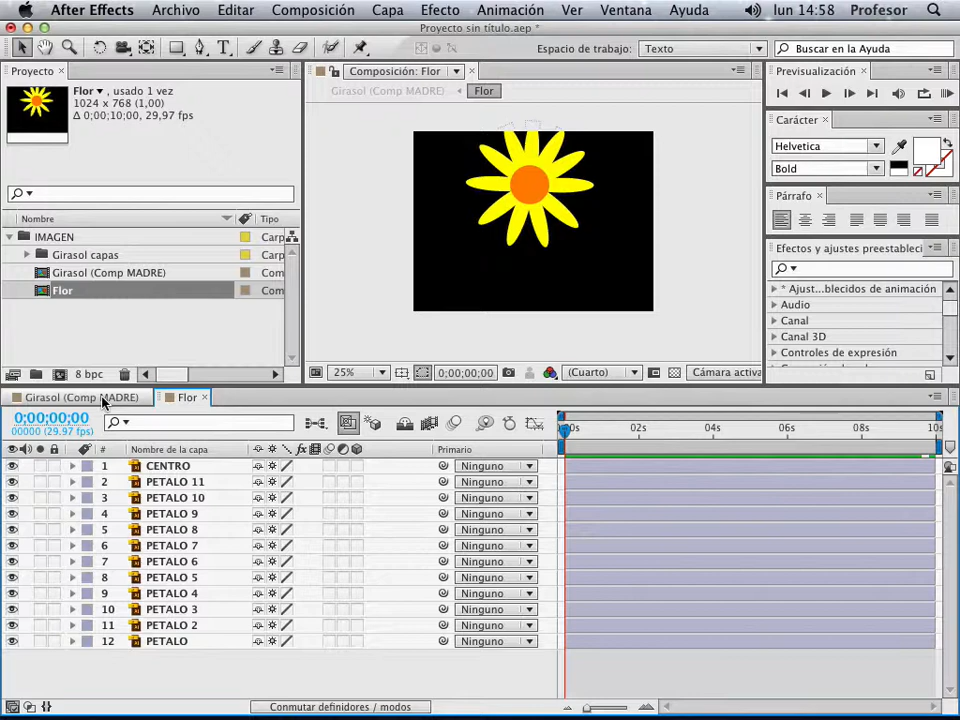 After Effects Archivo Editar Composición Capa Efecto Animación Ver Ventana Ayuda lun 14:58 Profesor
Proyecto sin título.aep *
T Espacio de trabajo: Texto Buscar en la Ayuda
Proyecto × Composición: Flor × Previsualización ×
Flor ▾, usado 1 vez
1024 x 768 (1,00)
Δ 0;00;10;00, 29,97 fps
Girasol (Comp MADRE) Flor
Carácter ×
Helvetica
Bold
Párrafo ×
Nombre Tipo
IMAGEN Carp
Girasol capas Carp
Girasol (Comp MADRE) Com
Flor Com
Efectos y ajustes preestableci
* Ajust...blecidos de animación
Audio
Canal
Canal 3D
Controles de expresión
8 bpc 25% 0;00;00;00 (Cuarto) Cámara activa
Girasol (Comp MADRE) Flor ×
0;00;00;00
00000 (29.97 fps)
00s 02s 04s 06s 08s 10s
# Nombre de la capa fx Primario
1 CENTRO Ninguno
2 PETALO 11 Ninguno
3 PETALO 10 Ninguno
4 PETALO 9 Ninguno
5 PETALO 8 Ninguno
6 PETALO 7 Ninguno
7 PETALO 6 Ninguno
8 PETALO 5 Ninguno
9 PETALO 4 Ninguno
10 PETALO 3 Ninguno
11 PETALO 2 Ninguno
12 PETALO Ninguno
Conmutar definidores / modos